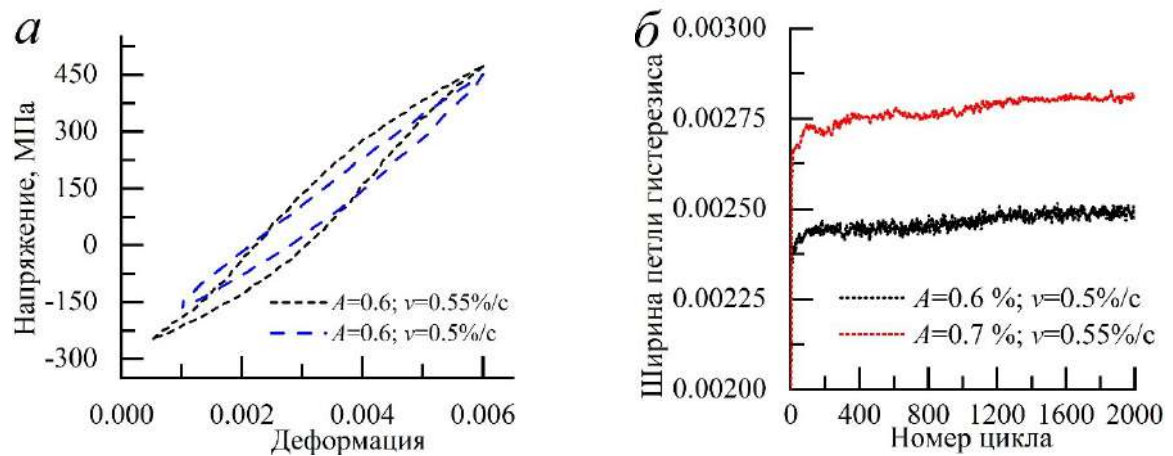 а
Напряжение, МПа
450
300
150
0
-150
-300
A=0.6; v=0.55%/с
A=0.6; v=0.5%/с
0.000 0.002 0.004 0.006
Деформация
б
Ширина петли гистерезиса
0.00300
0.00275
0.00250
0.00225
0.00200
A=0.6 %; v=0.5%/с
A=0.7 %; v=0.55%/с
0 400 800 1200 1600 2000
Номер цикла